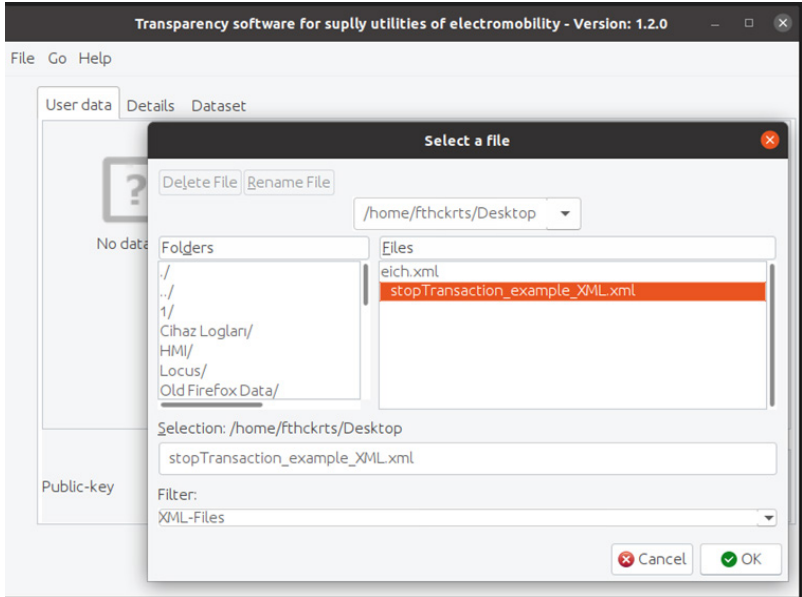 Transparency software for suplly utilities of electromobility - Version: 1.2.0
File Go Help
User data Details Dataset
Select a file
Delete File Rename File
/home/fthckrts/Desktop
?
No data
Folders
Files
./
../
1/
Cihaz Logları/
HMI/
Locus/
Old Firefox Data/
eich.xml
stopTransaction_example_XML.xml
Selection: /home/fthckrts/Desktop
stopTransaction_example_XML.xml
Public-key
Filter:
XML-Files
Cancel
OK